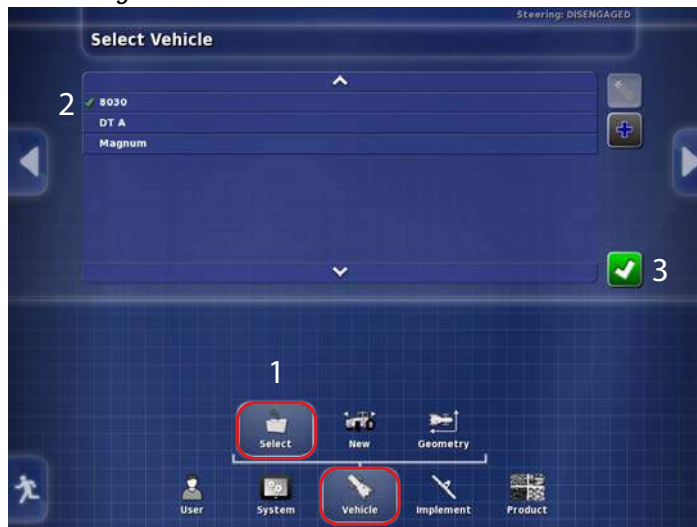 Steering: DISENGAGED
Select Vehicle
2
8030
DT A
Magnum
3
1
Select New Geometry
User System Vehicle Implement Product